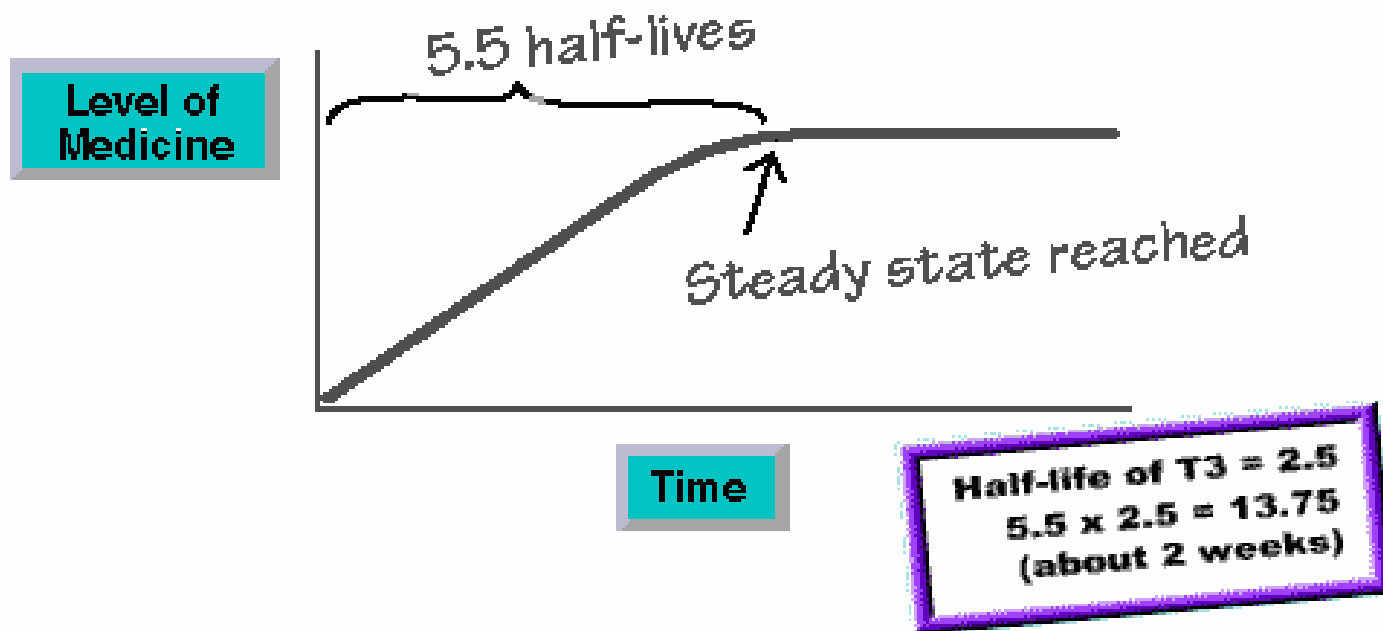 5.5 half-lives
Level of
Medicine
Steady state reached
Time
Half-life of T3 = 2.5
5.5 x 2.5 = 13.75
(about 2 weeks)